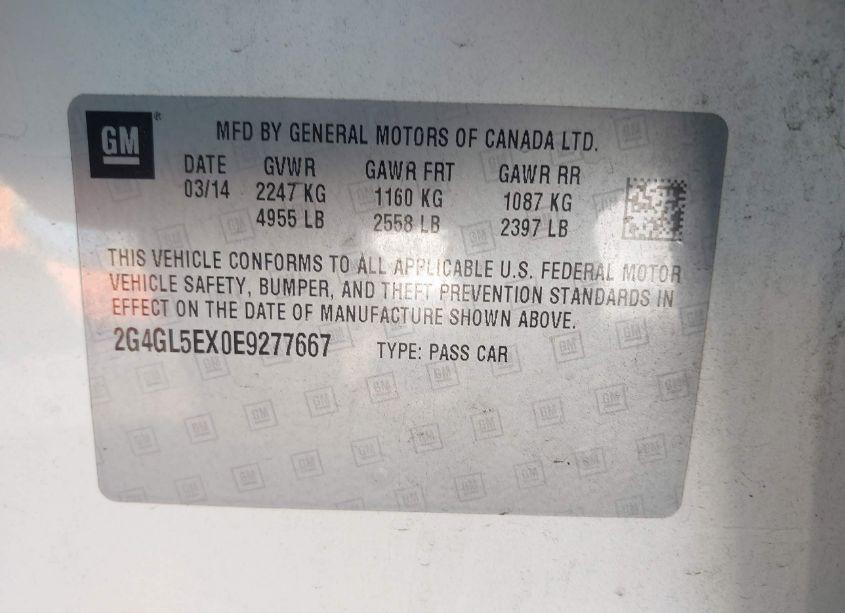 GM
MFD BY GENERAL MOTORS OF CANADA LTD.
DATE GVWR GAWR FRT GAWR RR
03/14 2247 KG 1160 KG 1087 KG
4955 LB 2558 LB 2397 LB
THIS VEHICLE CONFORMS TO ALL APPLICABLE U.S. FEDERAL MOTOR
VEHICLE SAFETY, BUMPER, AND THEFT PREVENTION STANDARDS IN
EFFECT ON THE DATE OF MANUFACTURE SHOWN ABOVE.
2G4GL5EX0E9277667 TYPE: PASS CAR